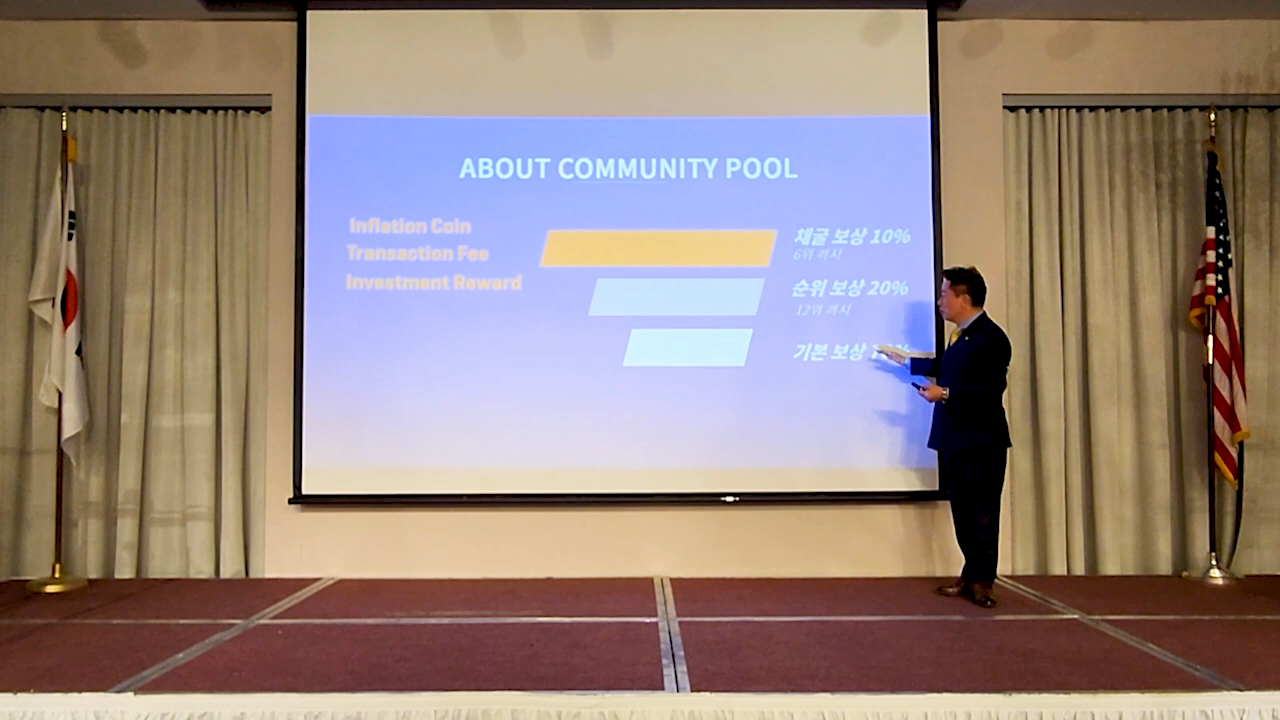 ABOUT COMMUNITY POOL
Inflation Coin
Transaction Fee
Investment Reward
채굴 보상 10%
6위 까지
순위 보상 20%
12위 까지
기본 보상